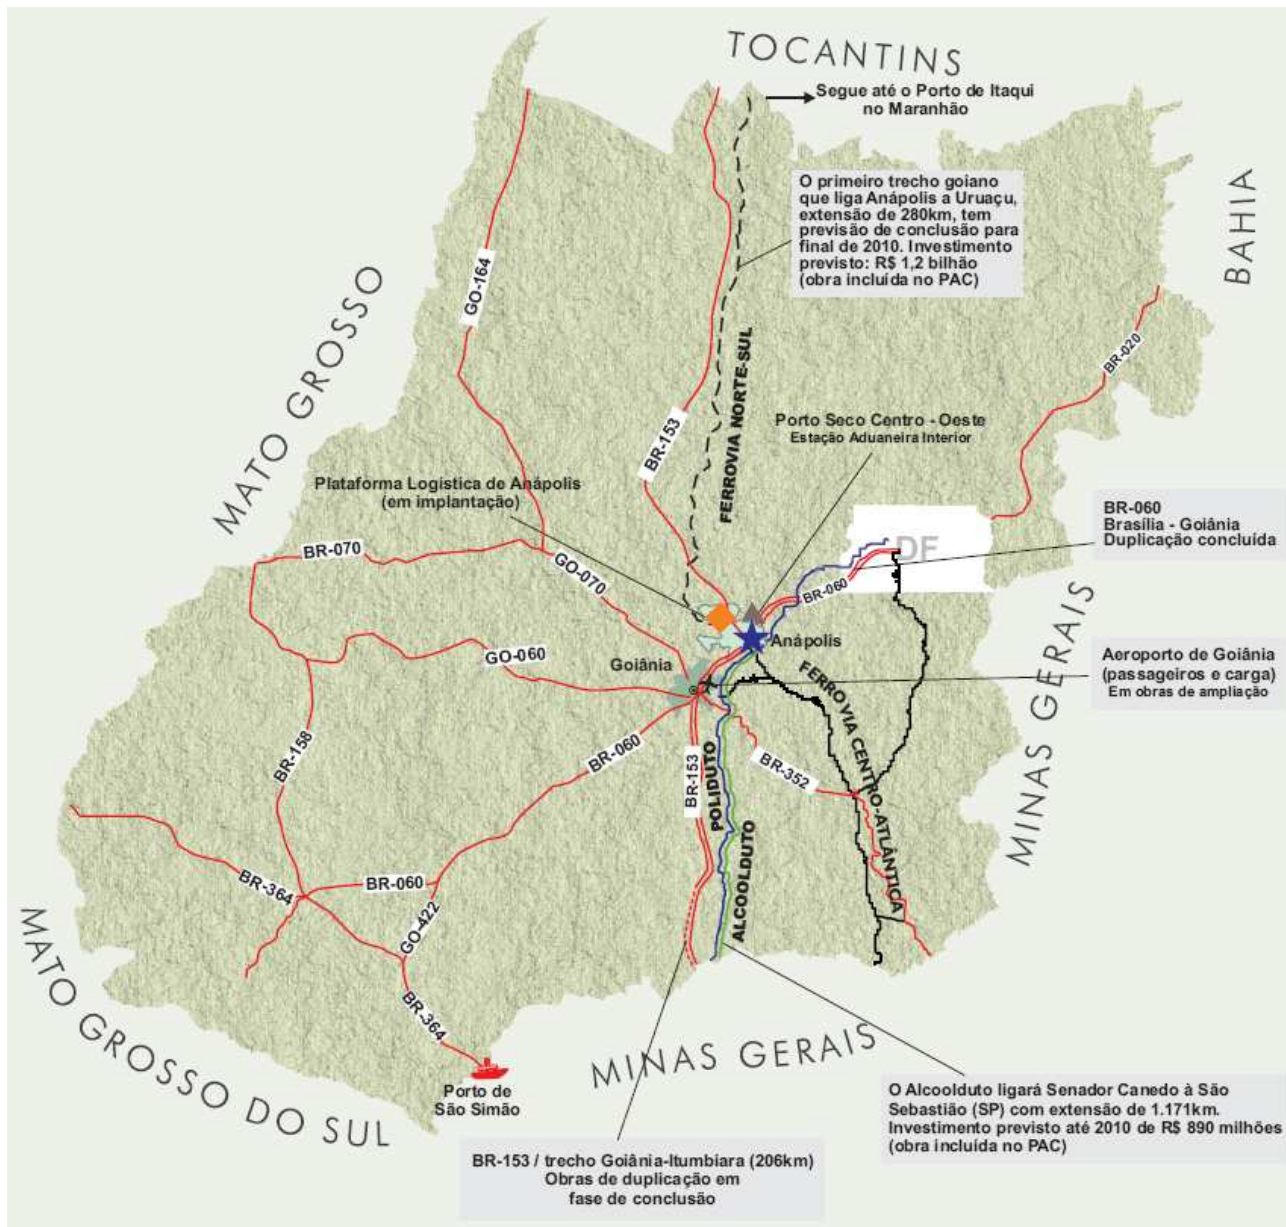 TOCANTINS
Segue até o Porto de Itaqui
no Maranhão
O primeiro trecho goiano
que liga Anápolis a Uruaçu,
extensão de 280km, tem
previsão de conclusão para
final de 2010. Investimento
previsto: R$ 1,2 bilhão
(obra incluída no PAC)
BAHIA
GO-164
MATO GROSSO
BR-020
FERROVIA NORTE-SUL
BR-153
Porto Seco Centro - Oeste
Estação Aduaneira Interior
Plataforma Logística de Anápolis
(em implantação)
BR-060
Brasília - Goiânia
Duplicação concluída
DF
BR-070
GO-070
BR-060
Anápolis
GO-060
Goiânia
FERROVIA CENTRO-ATLÂNTICA
MINAS GERAIS
Aeroporto de Goiânia
(passageiros e carga)
Em obras de ampliação
BR-158
BR-060
BR-153
POLIDUTO
BR-352
ALCOOLDUTO
BR-364
BR-060
GO-422
BR-364
MATO GROSSO DO SUL
MINAS GERAIS
Porto de
São Simão
O Alcoolduto ligará Senador Canedo à São
Sebastião (SP) com extensão de 1.171km.
Investimento previsto até 2010 de R$ 890 milhões
(obra incluída no PAC)
BR-153 / trecho Goiânia-Itumbiara (206km)
Obras de duplicação em
fase de conclusão